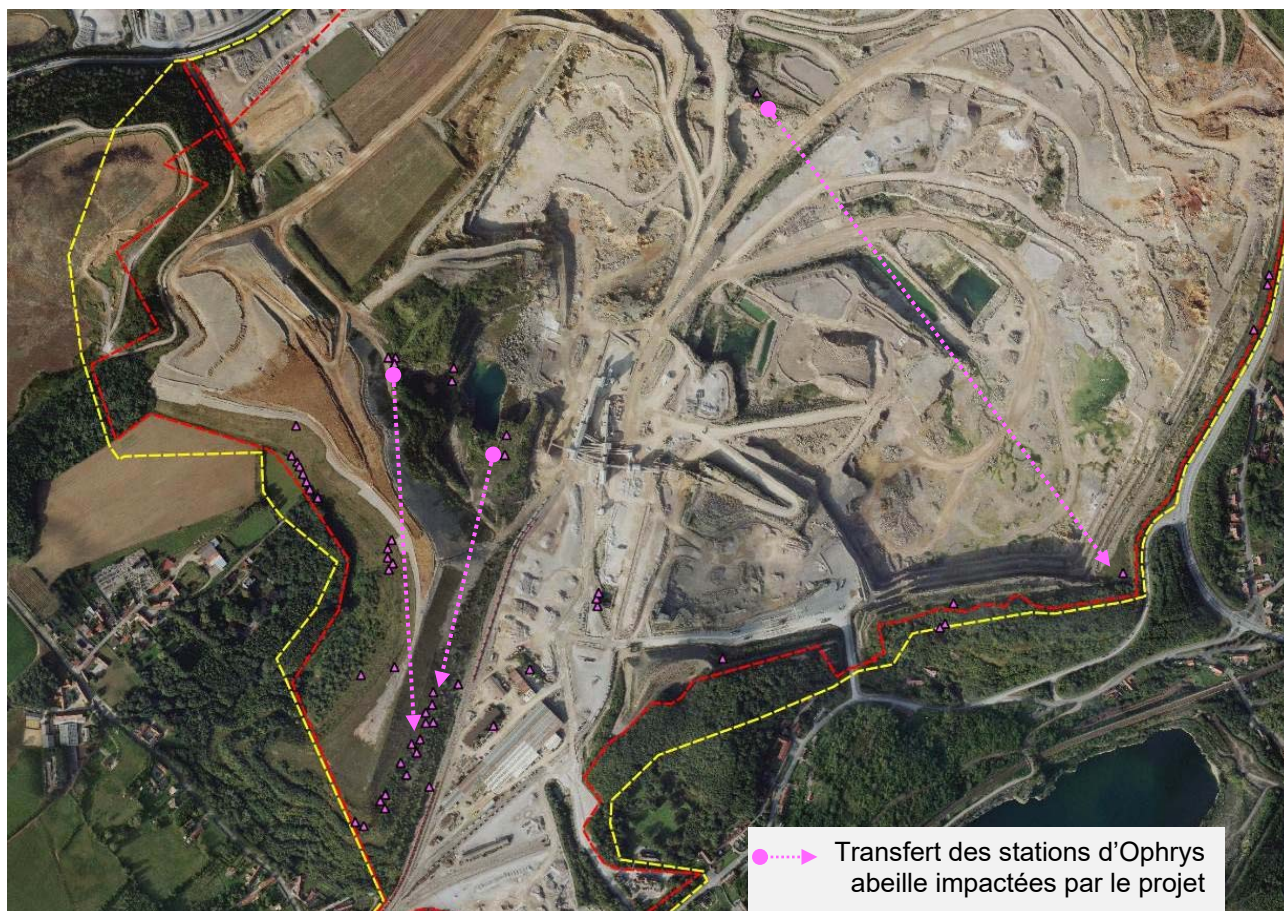 Transfert des stations d’Ophrys
abeille impactées par le projet